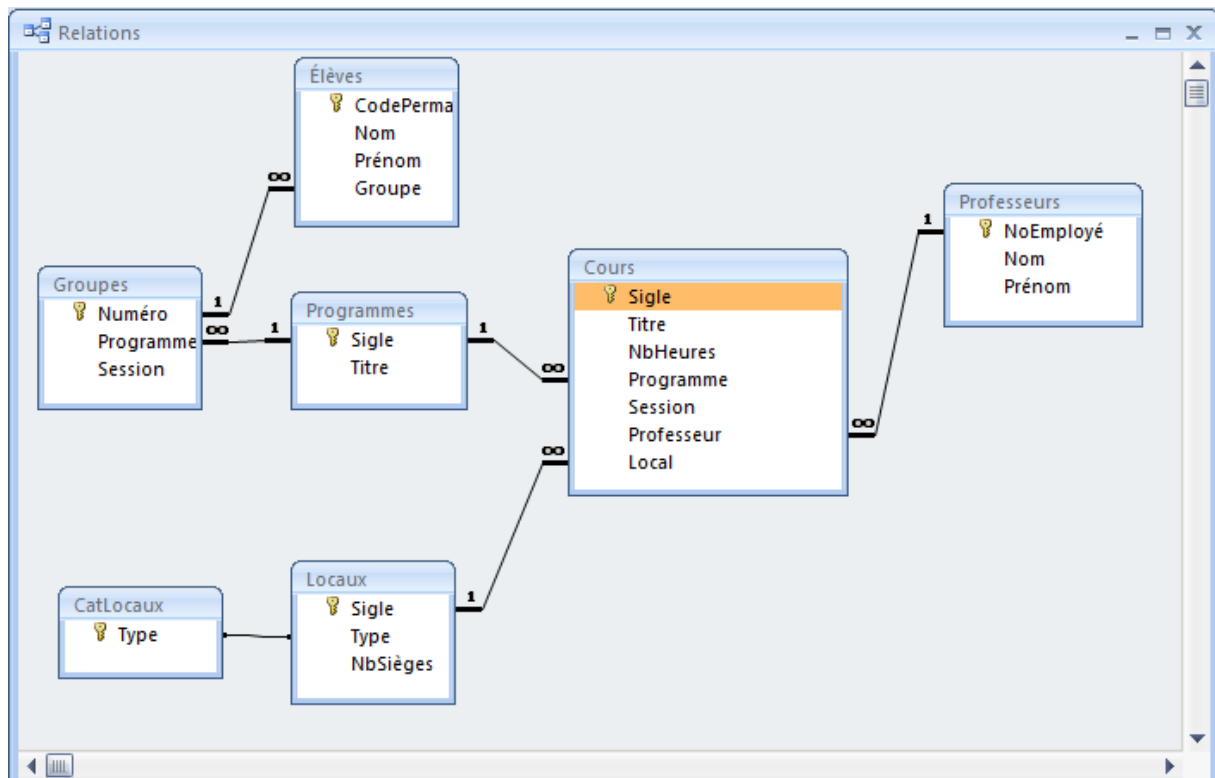 Relations
Élèves
CodePerma
Nom
Prénom
Groupe
Groupes
Numéro
Programme
Session
Programmes
Sigle
Titre
Cours
Sigle
Titre
NbHeures
Programme
Session
Professeur
Local
Professeurs
NoEmployé
Nom
Prénom
CatLocaux
Type
Locaux
Sigle
Type
NbSièges
∞
1
∞
1
1
∞
∞
1
∞
1